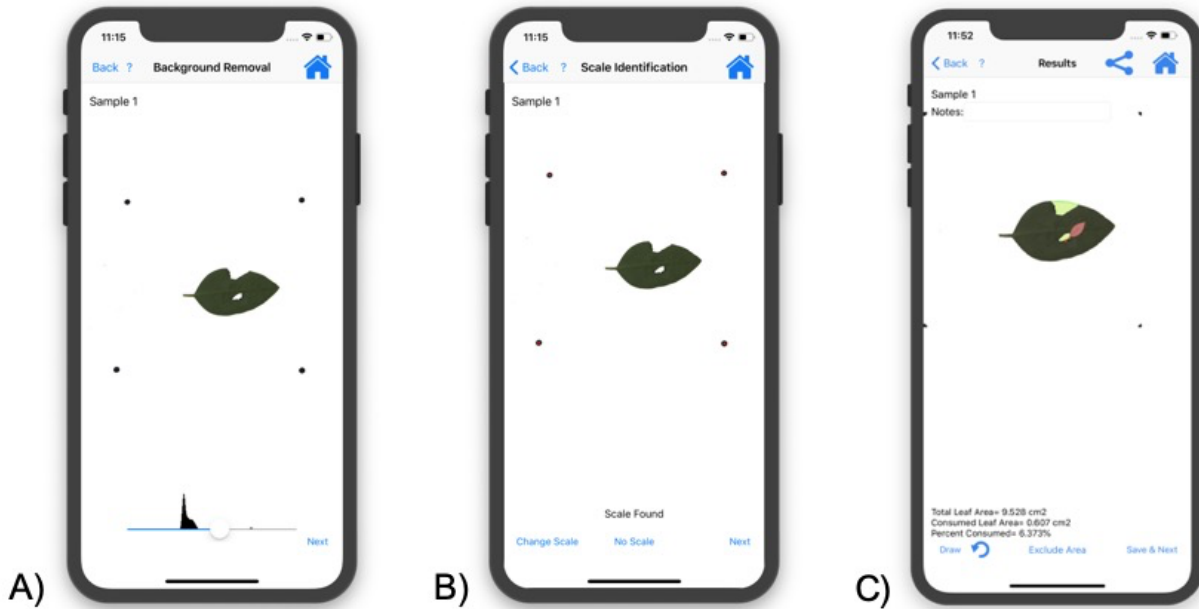 11:15
Back ? Background Removal
Sample 1
Next
A)
11:15
Back ? Scale Identification
Sample 1
Scale Found
Change Scale No Scale Next
B)
11:52
Back ? Results
Sample 1
Notes:
Total Leaf Area= 9.528 cm2
Consumed Leaf Area= 0.607 cm2
Percent Consumed= 6.373%
Draw Exclude Area Save & Next
C)